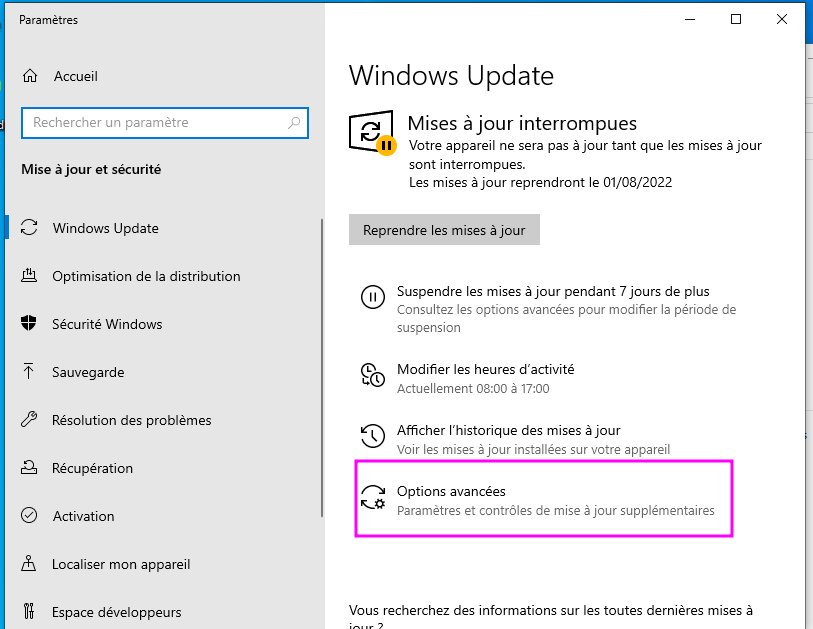 Paramètres
Accueil
Rechercher un paramètre
Mise à jour et sécurité
Windows Update
Optimisation de la distribution
Sécurité Windows
Sauvegarde
Résolution des problèmes
Récupération
Activation
Localiser mon appareil
Espace développeurs
Windows Update
Mises à jour interrompues
Votre appareil ne sera pas à jour tant que les mises à jour
sont interrompues.
Les mises à jour reprendront le 01/08/2022
Reprendre les mises à jour
Suspendre les mises à jour pendant 7 jours de plus
Consultez les options avancées pour modifier la période de
suspension
Modifier les heures d’activité
Actuellement 08:00 à 17:00
Afficher l’historique des mises à jour
Voir les mises à jour installées sur votre appareil
Options avancées
Paramètres et contrôles de mise à jour supplémentaires
Vous recherchez des informations sur les toutes dernières mises à
jour ?